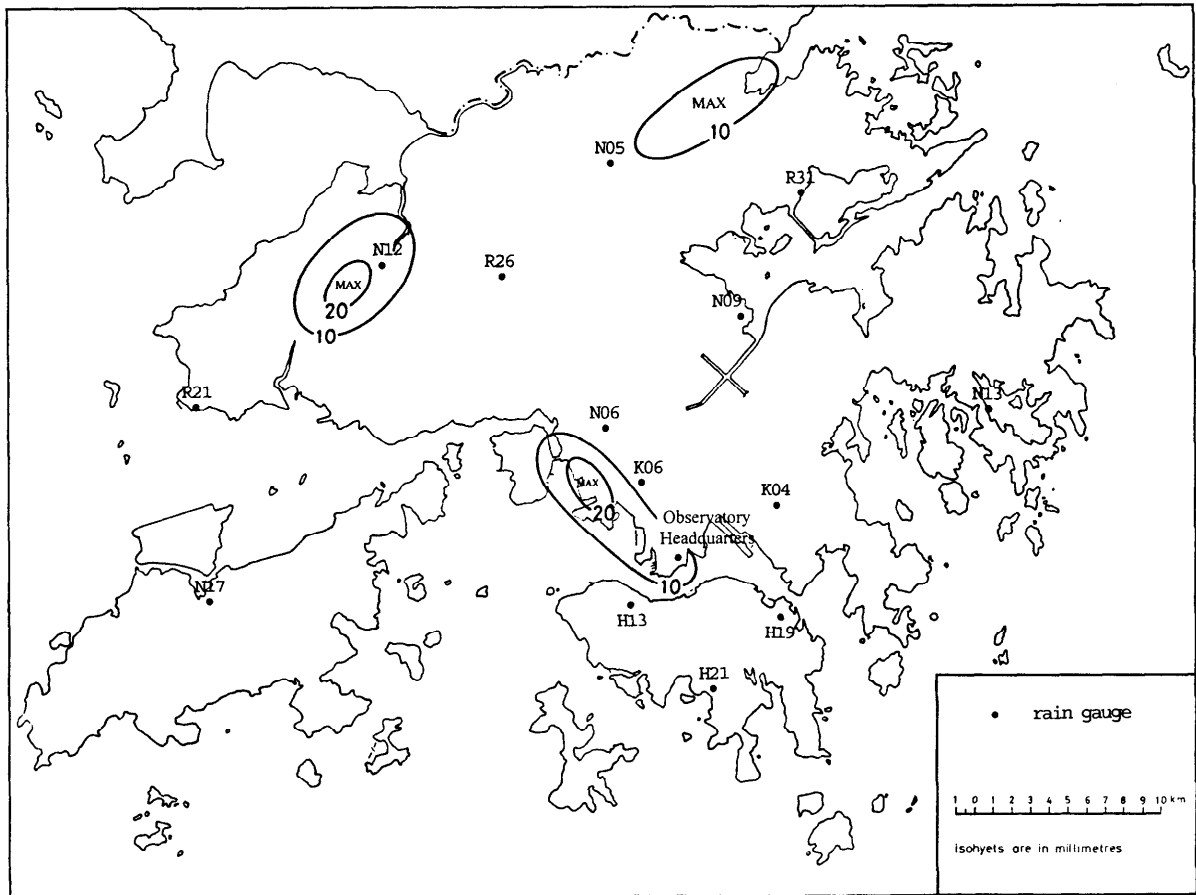 MAX
10
N05
R31
N12
R26
MAX
20
10
N09
R21
N13
N06
K06
MAX
K04
20
Observatory
Headquarters
10
N17
H13
H19
H21
rain gauge
1 0 1 2 3 4 5 6 7 8 9 10 km
Isohyets are in millimetres